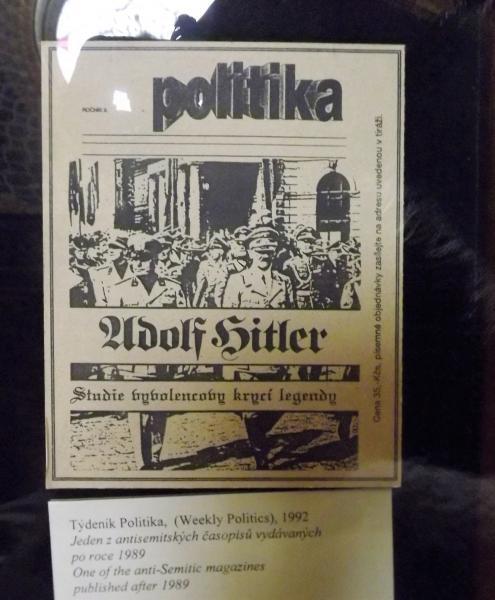 politika
ROČNÍK II.
Adolf Hitler
Studie vyvolencovy krycí legendy
Cena 35,-Kčs, písemné objednávky zasílejte na adresu uvedenou v tiráži.
Týdeník Politika, (Weekly Politics), 1992
Jeden z antisemitských časopisů vydávaných
po roce 1989
One of the anti-Semitic magazines
published after 1989